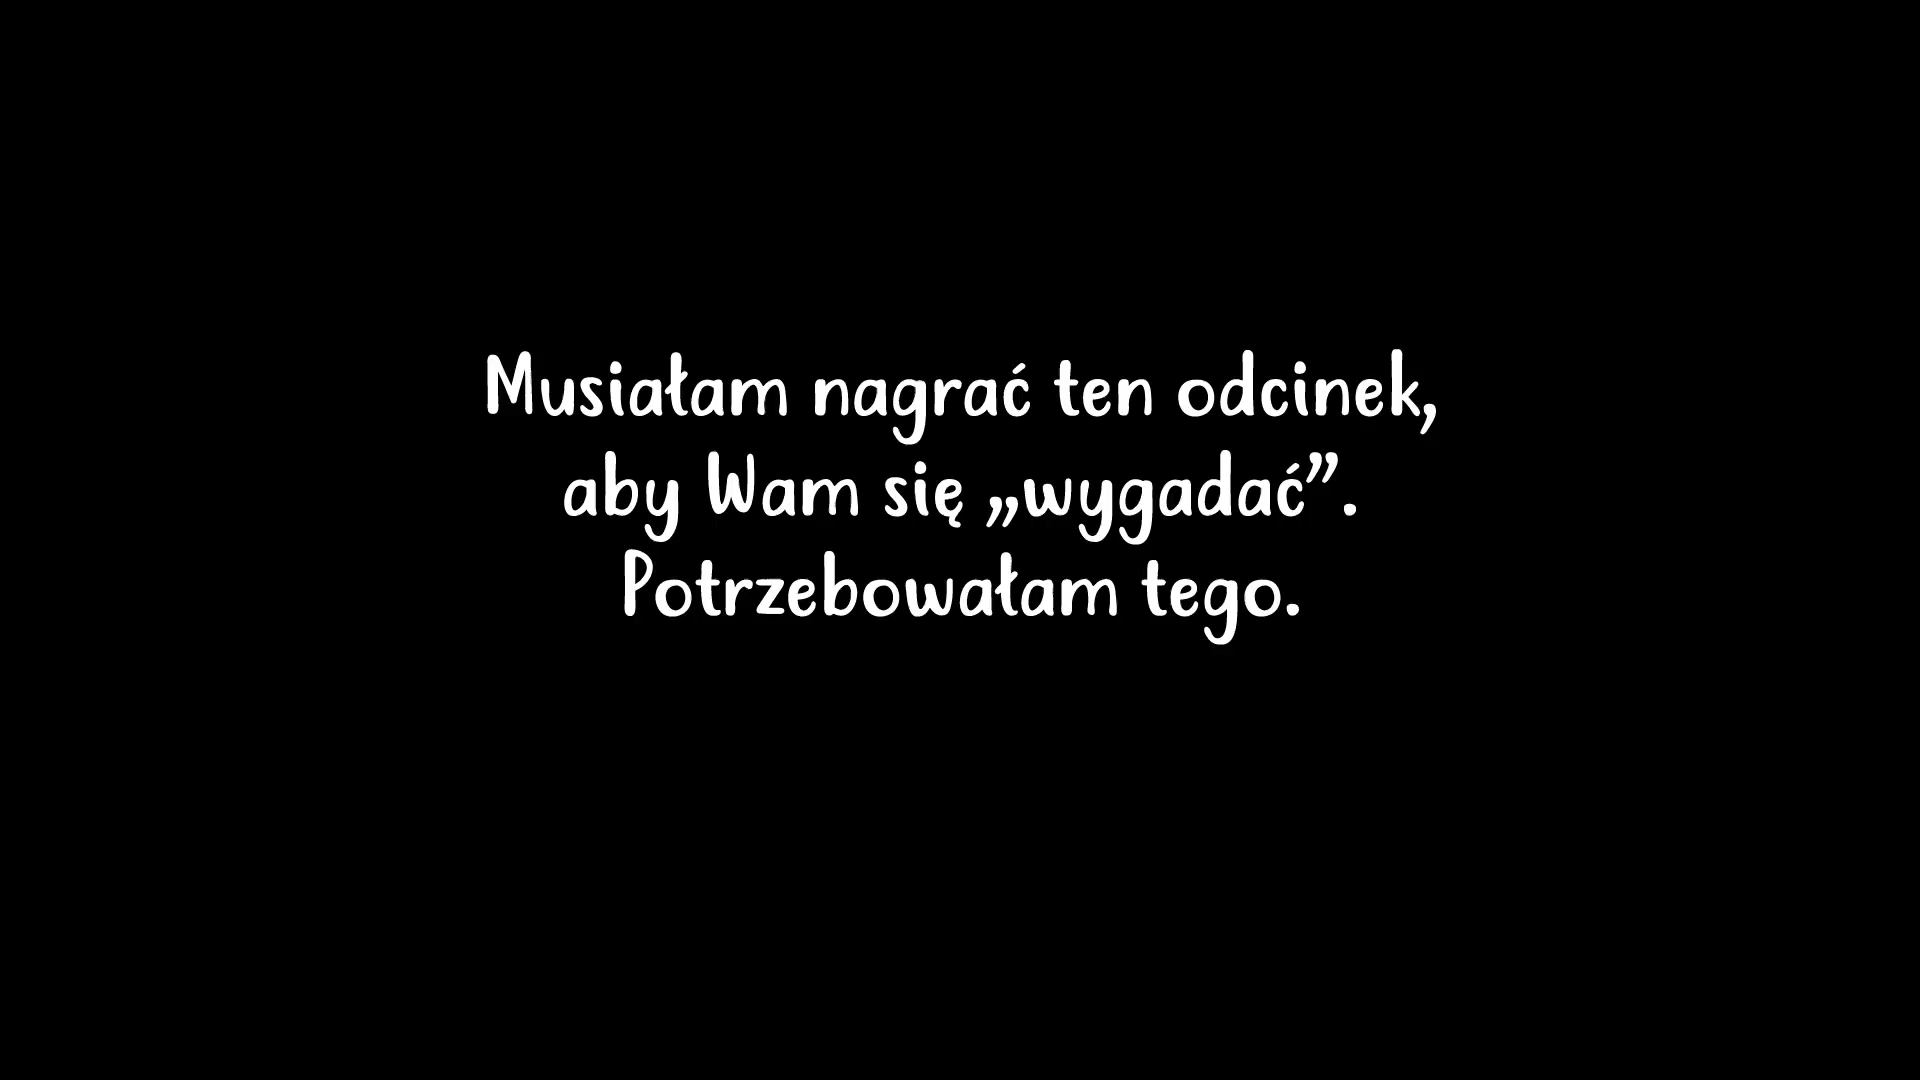 Musiałam nagrać ten odcinek,
aby Wam się „wygadać”.
Potrzebowałam tego.